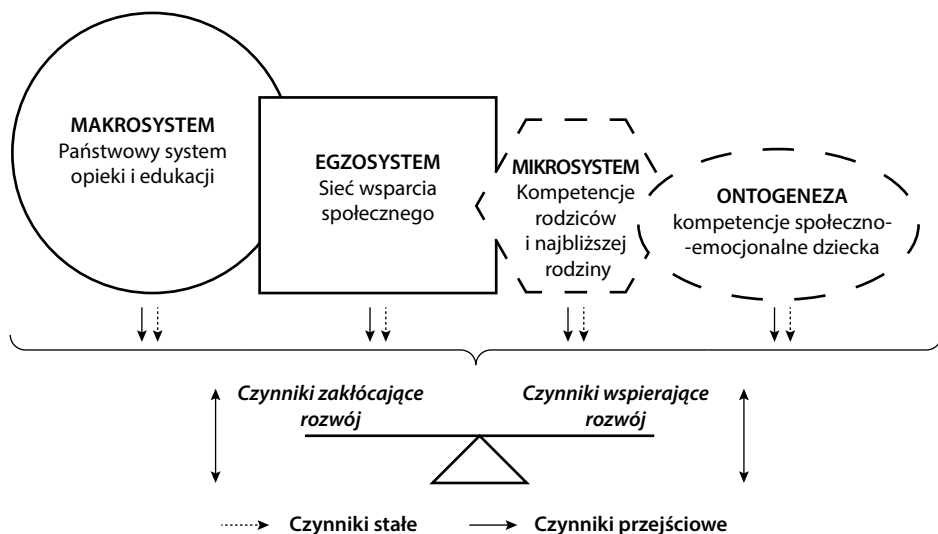 MAKROSYSTEM
Państwowy system
opieki i edukacji
EGZOSYSTEM
Sieć wsparcia
społecznego
MIKROSYSTEM
Kompetencje
rodziców
i najbliższej
rodziny
ONTOGENEZA
kompetencje społeczno-
-emocjonalne dziecka
Czynniki zakłócające
rozwój
Czynniki wspierające
rozwój
Czynniki stałe
Czynniki przejściowe